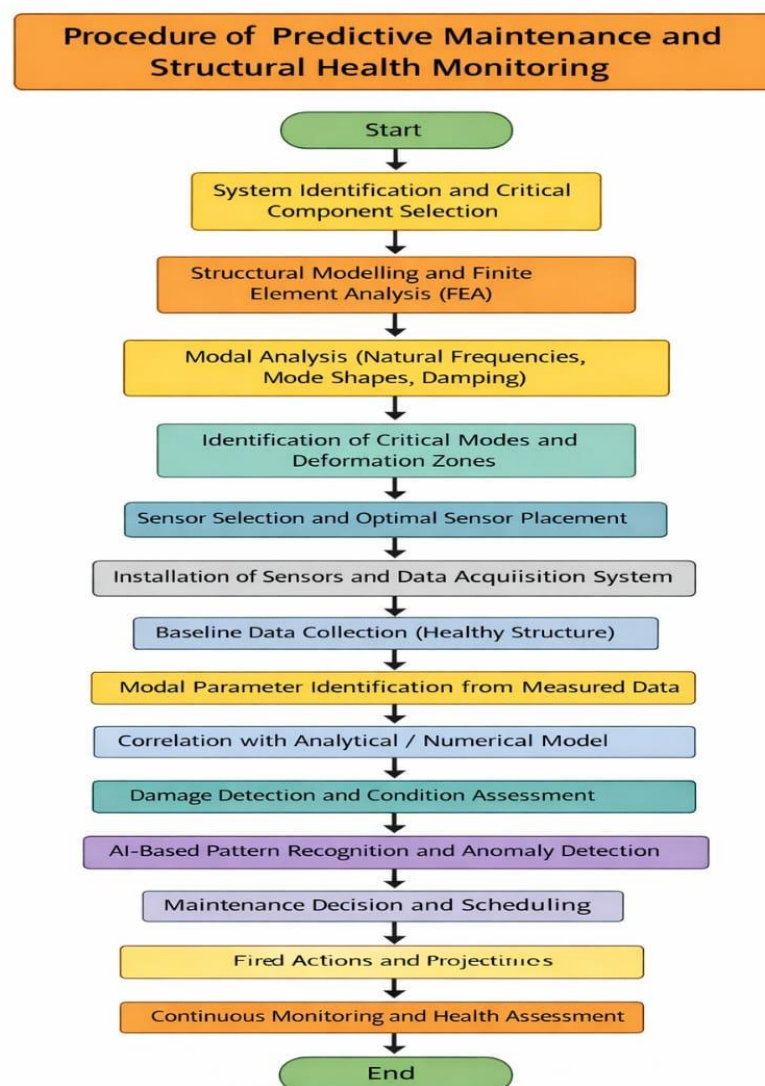 Procedure of Predictive Maintenance and
Structural Health Monitoring
Start
System Identification and Critical
Component Selection
Strucctural Modelling and Finite
Element Analysis (FEA)
Modal Analysis (Natural Frequencies,
Mode Shapes, Damping)
Identification of Critical Modes and
Deformation Zones
Sensor Selection and Optimal Sensor Placement
Installation of Sensors and Data Acquiisition System
Baseline Data Collection (Healthy Structure)
Modal Parameter Identification from Measured Data
Correlation with Analytical / Numerical Model
Damage Detection and Condition Assessment
AI-Based Pattern Recognition and Anomaly Detection
Maintenance Decision and Scheduling
Fired Actions and
Continuous Monitoring and Health Assessment
End